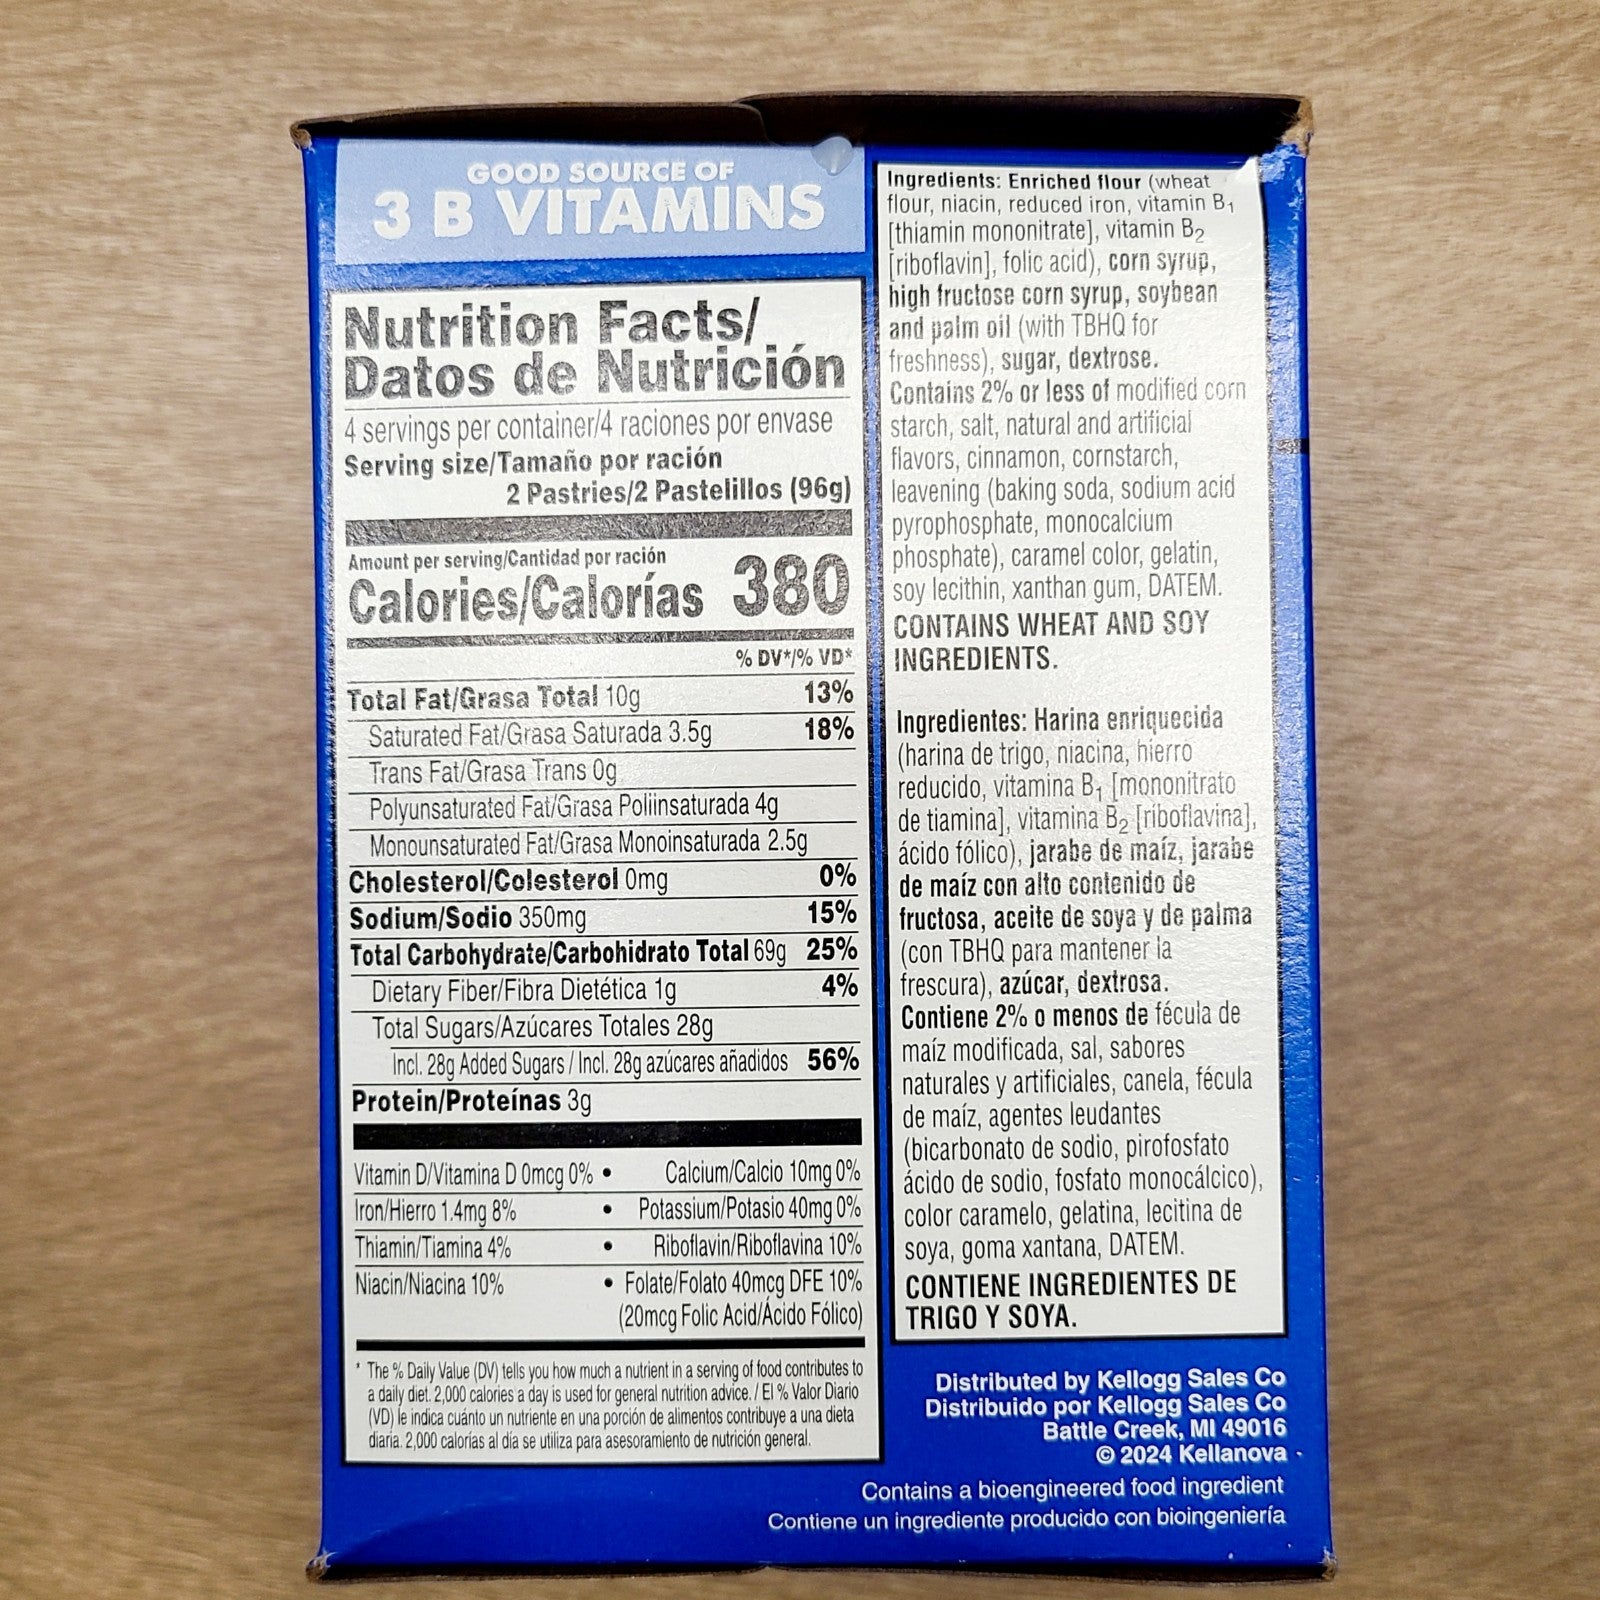 GOOD SOURCE OF
3 B VITAMINS
Nutrition Facts/
Datos de Nutrición
4 servings per container/4 raciones por envase
Serving size/Tamaño por ración
2 Pastries/2 Pastelillos (96g)
Amount per serving/Cantidad por ración
Calories/Calorías 380
% DV*/% VD*
Total Fat/Grasa Total 10g 13%
Saturated Fat/Grasa Saturada 3.5g 18%
Trans Fat/Grasa Trans 0g
Polyunsaturated Fat/Grasa Poliinsaturada 4g
Monounsaturated Fat/Grasa Monoinsaturada 2.5g
Cholesterol/Colesterol 0mg 0%
Sodium/Sodio 350mg 15%
Total Carbohydrate/Carbohidrato Total 69g 25%
Dietary Fiber/Fibra Dietética 1g 4%
Total Sugars/Azúcares Totales 28g
Incl. 28g Added Sugars / Incl. 28g azúcares añadidos 56%
Protein/Proteínas 3g
Vitamin D/Vitamina D 0mcg 0% • Calcium/Calcio 10mg 0%
Iron/Hierro 1.4mg 8% • Potassium/Potasio 40mg 0%
Thiamin/Tiamina 4% • Riboflavin/Riboflavina 10%
Niacin/Niacina 10% • Folate/Folato 40mcg DFE 10%
(20mcg Folic Acid/Ácido Fólico)
* The % Daily Value (DV) tells you how much a nutrient in a serving of food contributes to
a daily diet. 2,000 calories a day is used for general nutrition advice. / El % Valor Diario
(VD) le indica cuánto un nutriente en una porción de alimentos contribuye a una dieta
diaria. 2,000 calorías al día se utiliza para asesoramiento de nutrición general.
Ingredients: Enriched flour (wheat
flour, niacin, reduced iron, vitamin B₁
[thiamin mononitrate], vitamin B₂
[riboflavin], folic acid), corn syrup,
high fructose corn syrup, soybean
and palm oil (with TBHQ for
freshness), sugar, dextrose.
Contains 2% or less of modified corn
starch, salt, natural and artificial
flavors, cinnamon, cornstarch,
leavening (baking soda, sodium acid
pyrophosphate, monocalcium
phosphate), caramel color, gelatin,
soy lecithin, xanthan gum, DATEM.
CONTAINS WHEAT AND SOY
INGREDIENTS.
Ingredientes: Harina enriquecida
(harina de trigo, niacina, hierro
reducido, vitamina B₁ [mononitrato
de tiamina], vitamina B₂ [riboflavina],
ácido fólico), jarabe de maíz, jarabe
de maíz con alto contenido de
fructosa, aceite de soya y de palma
(con TBHQ para mantener la
frescura), azúcar, dextrosa.
Contiene 2% o menos de fécula de
maíz modificada, sal, sabores
naturales y artificiales, canela, fécula
de maíz, agentes leudantes
(bicarbonato de sodio, pirofosfato
ácido de sodio, fosfato monocálcico),
color caramelo, gelatina, lecitina de
soya, goma xantana, DATEM.
CONTIENE INGREDIENTES DE
TRIGO Y SOYA.
Distributed by Kellogg Sales Co
Distribuido por Kellogg Sales Co
Battle Creek, MI 49016
© 2024 Kellanova
Contains a bioengineered food ingredient
Contiene un ingrediente producido con bioingeniería